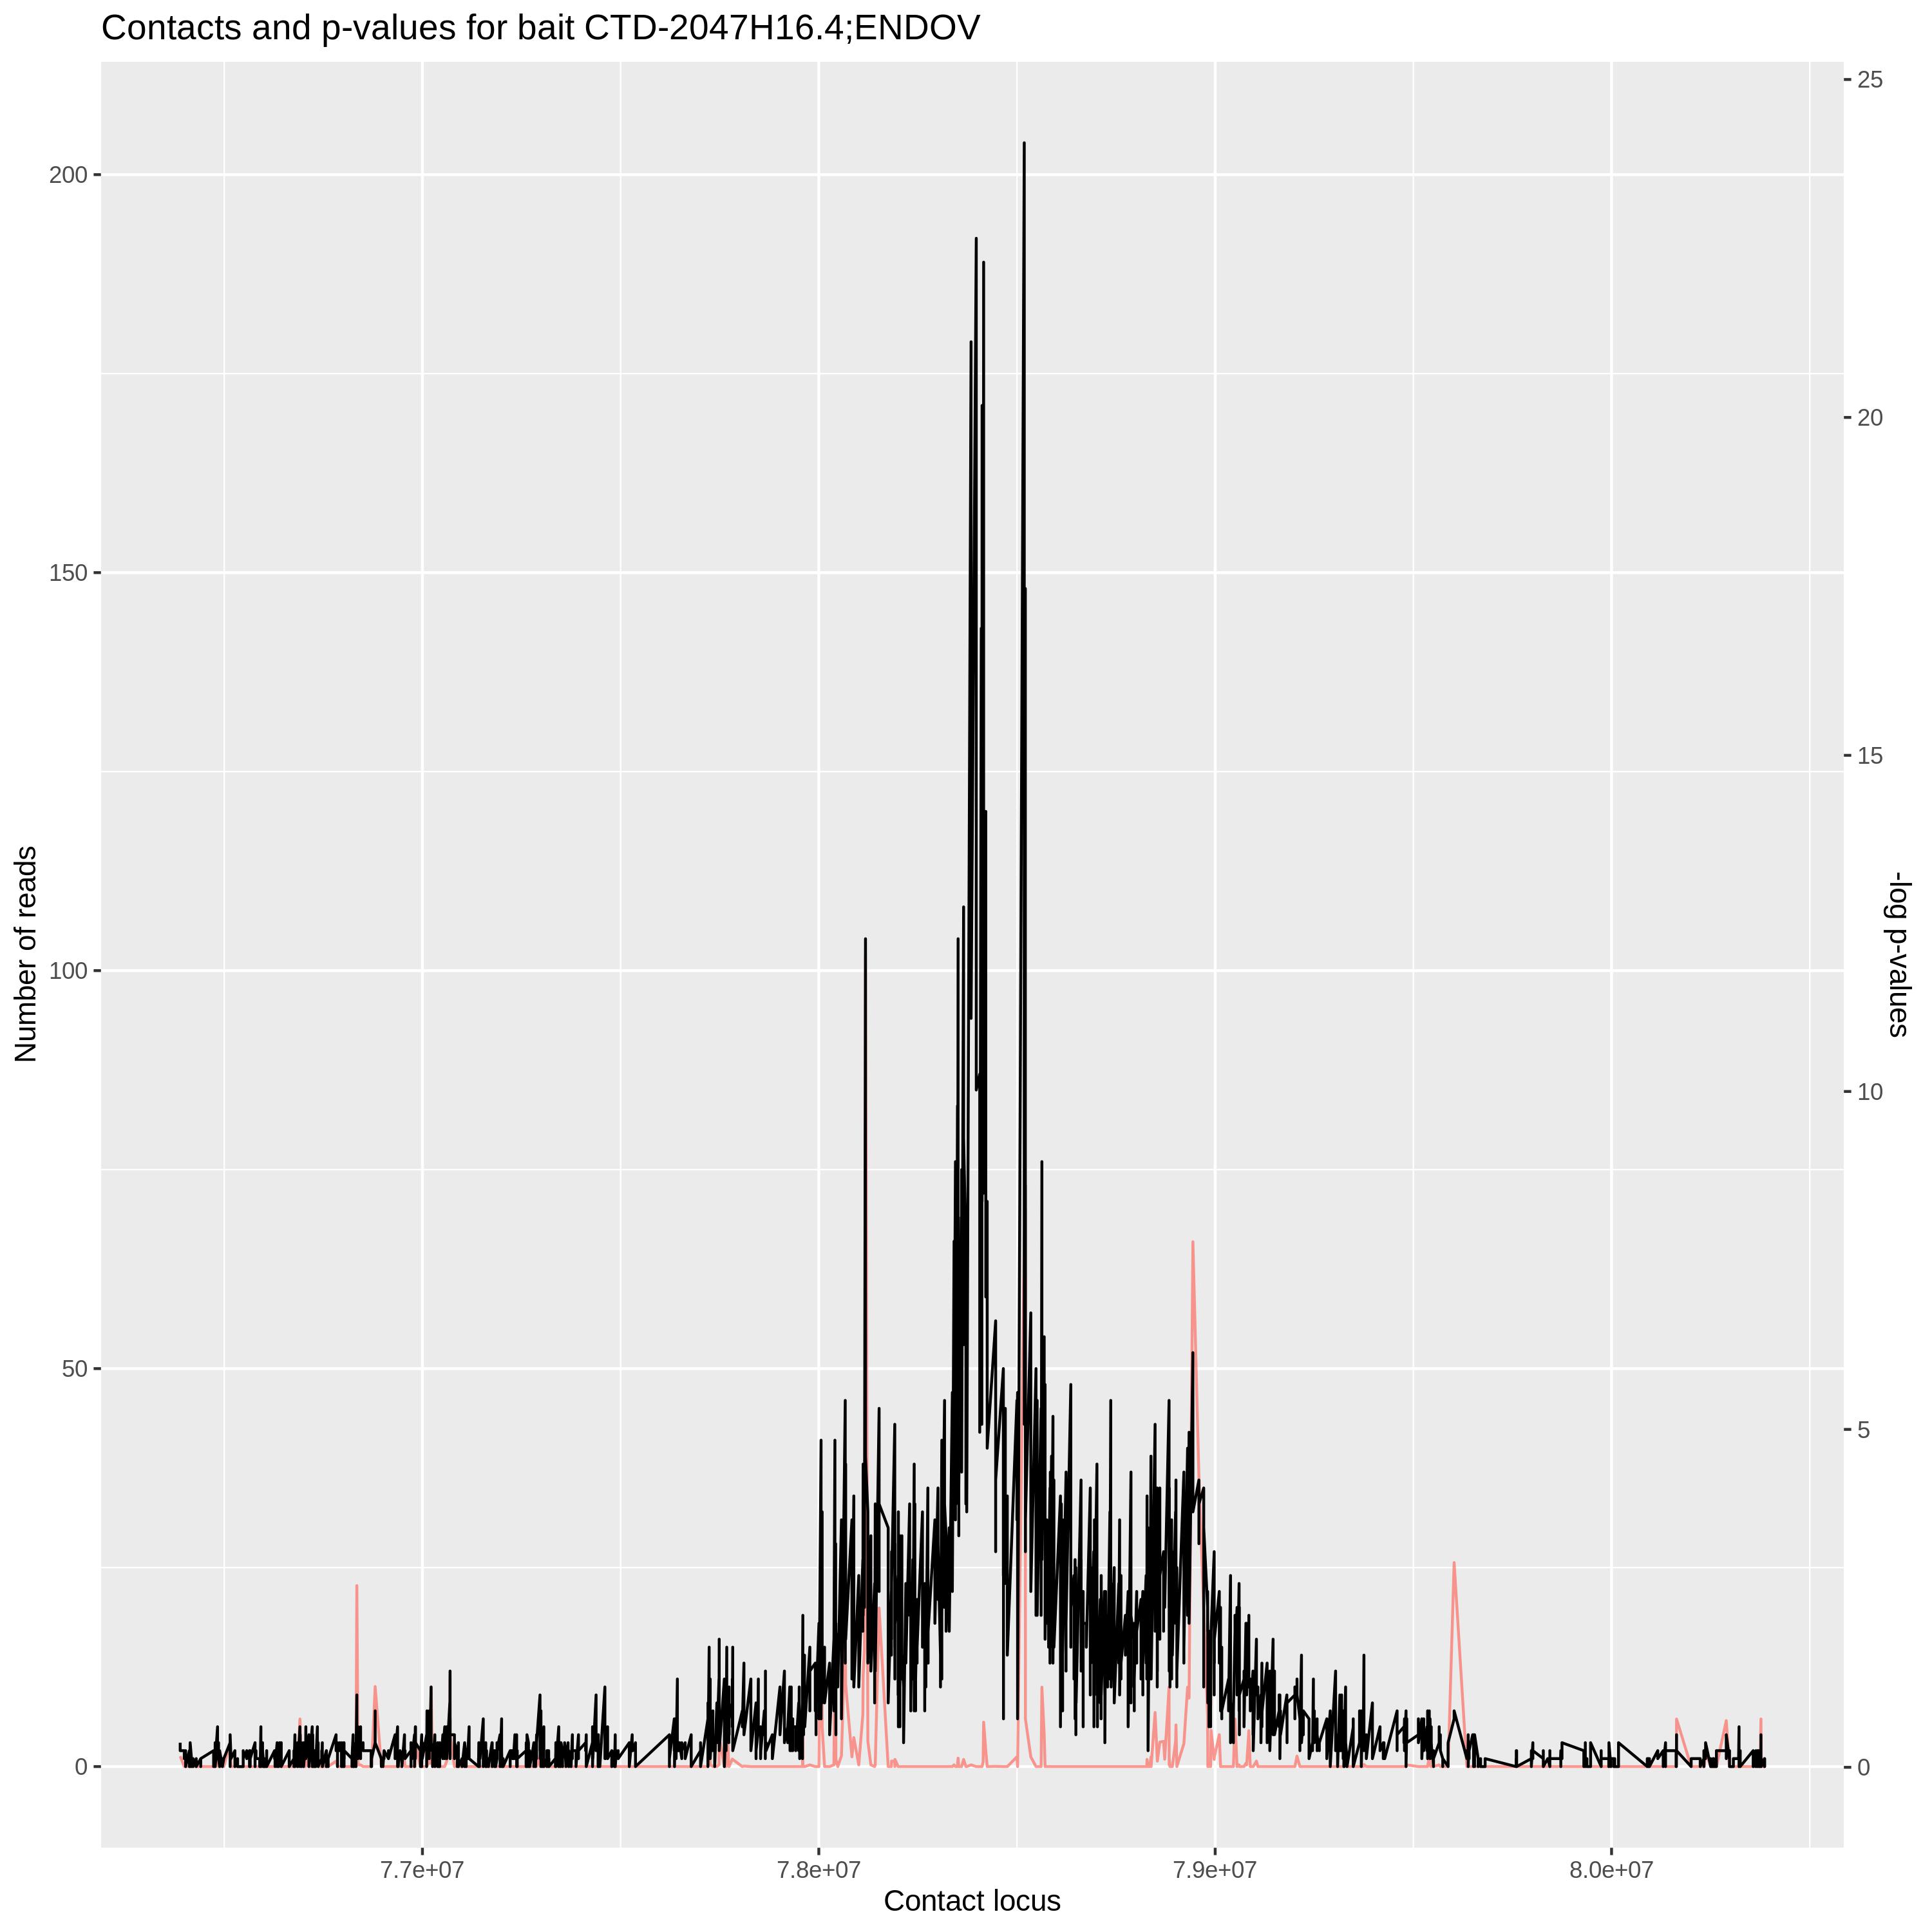 Contacts and p-values for bait CTD-2047H16.4;ENDOV
Number of reads
200
150
100
50
0
25
20
15
10
5
0
-log p-values
7.7e+07 7.8e+07 7.9e+07 8.0e+07
Contact locus